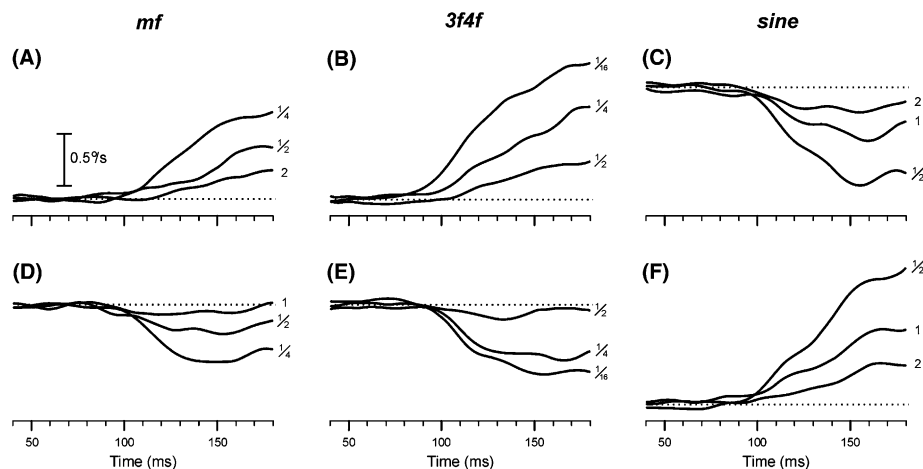 mf 3f4f sine
(A) (B) (C)
1/16
1/4 1/4 2
0.5°/s 1/2 1
2 1/2 1/2
(D) (E) (F)
1/2
1 1/2
1/2 1
1/4 1/4 2
1/16
50 100 150 50 100 150 50 100 150
Time (ms) Time (ms) Time (ms)